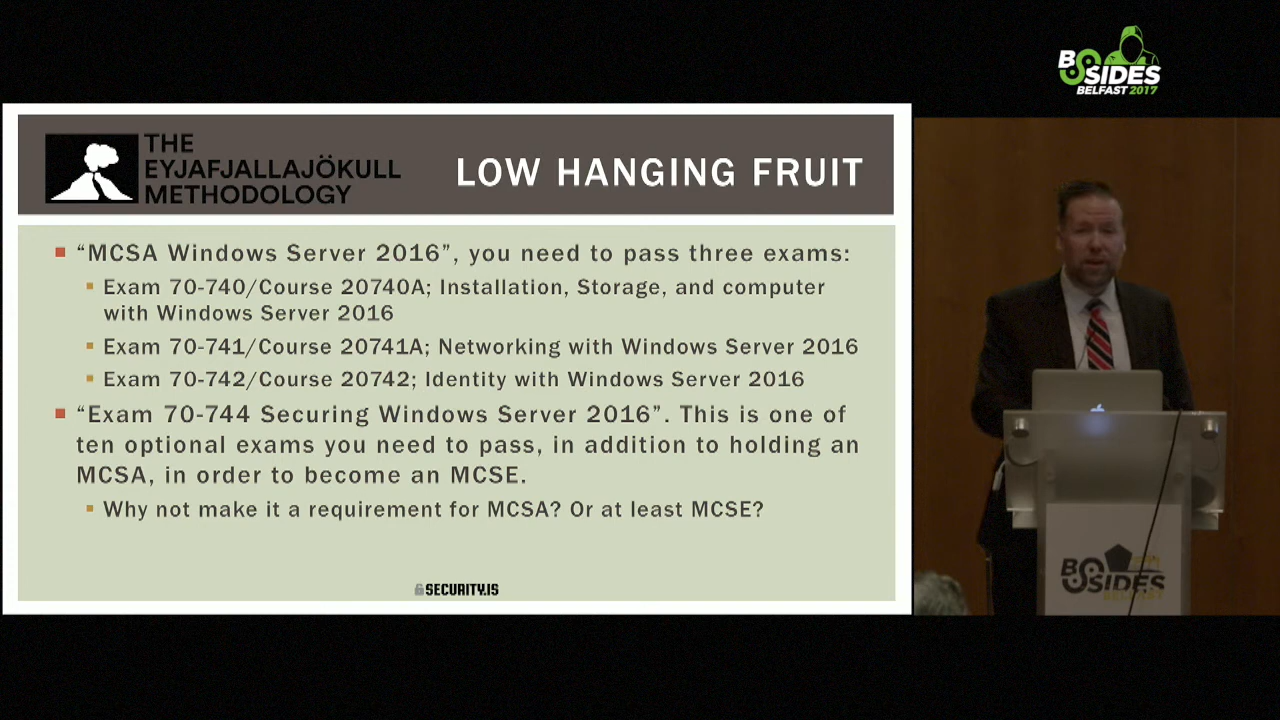 BSIDES
BELFAST 2017
THE
EYJAFJALLAJÖKULL
METHODOLOGY
LOW HANGING FRUIT
“MCSA Windows Server 2016”, you need to pass three exams:
Exam 70-740/Course 20740A; Installation, Storage, and computer
with Windows Server 2016
Exam 70-741/Course 20741A; Networking with Windows Server 2016
Exam 70-742/Course 20742; Identity with Windows Server 2016
“Exam 70-744 Securing Windows Server 2016”. This is one of
ten optional exams you need to pass, in addition to holding an
MCSA, in order to become an MCSE.
Why not make it a requirement for MCSA? Or at least MCSE?
SECURITY.IS
BSIDES
BELFAST